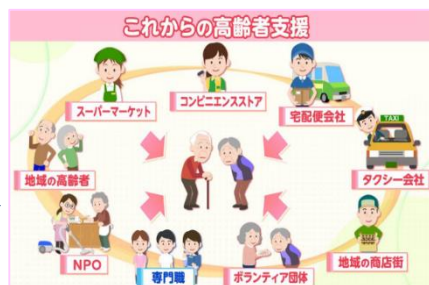 これからの高齢者支援
スーパーマーケット
コンビニエンスストア
宅配便会社
地域の高齢者
TAXI
タクシー会社
NPO
専門職
ボランティア団体
地域の商店街